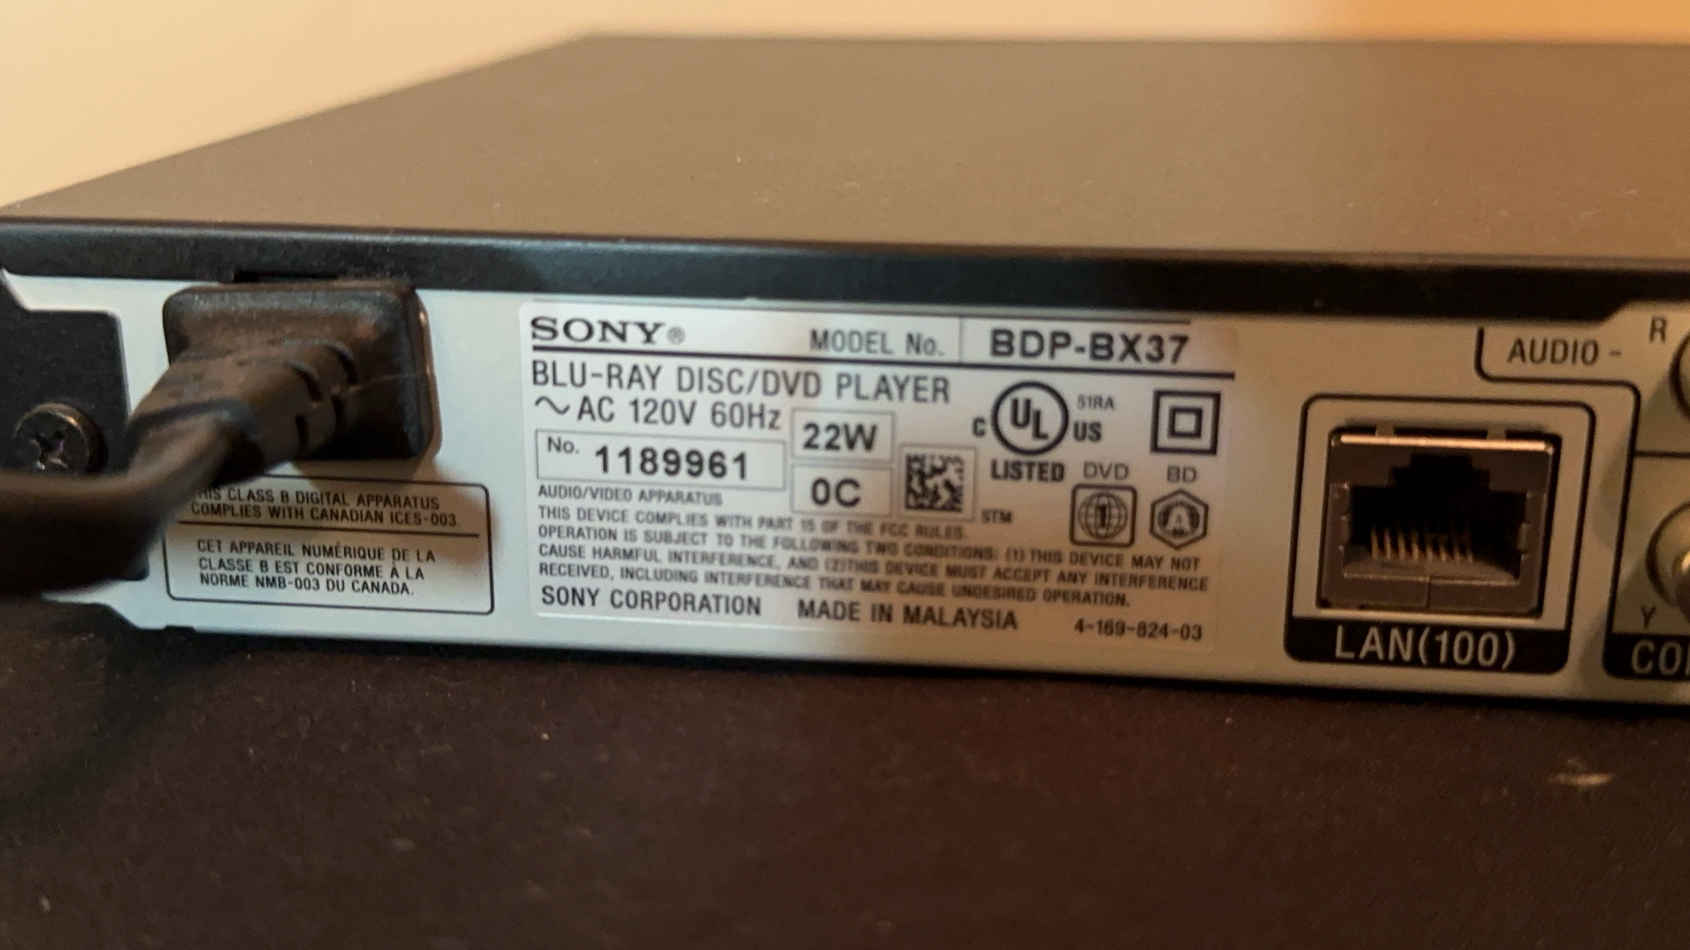 SONY® MODEL No. BDP-BX37
BLU-RAY DISC/DVD PLAYER
~ AC 120V 60Hz 22W
No. 1189961 0C
C UL US 51RA
LISTED
DVD
BD
STM
AUDIO/VIDEO APPARATUS
THIS DEVICE COMPLIES WITH PART 15 OF THE FCC RULES.
OPERATION IS SUBJECT TO THE FOLLOWING TWO CONDITIONS: (1) THIS DEVICE MAY NOT
CAUSE HARMFUL INTERFERENCE, AND (2)THIS DEVICE MUST ACCEPT ANY INTERFERENCE
RECEIVED, INCLUDING INTERFERENCE THAT MAY CAUSE UNDESIRED OPERATION.
SONY CORPORATION MADE IN MALAYSIA 4-169-824-03
HIS CLASS B DIGITAL APPARATUS
COMPLIES WITH CANADIAN ICES-003.
CET APPAREIL NUMÉRIQUE DE LA
CLASSE B EST CONFORME À LA
NORME NMB-003 DU CANADA.
LAN(100)
AUDIO - R
Y